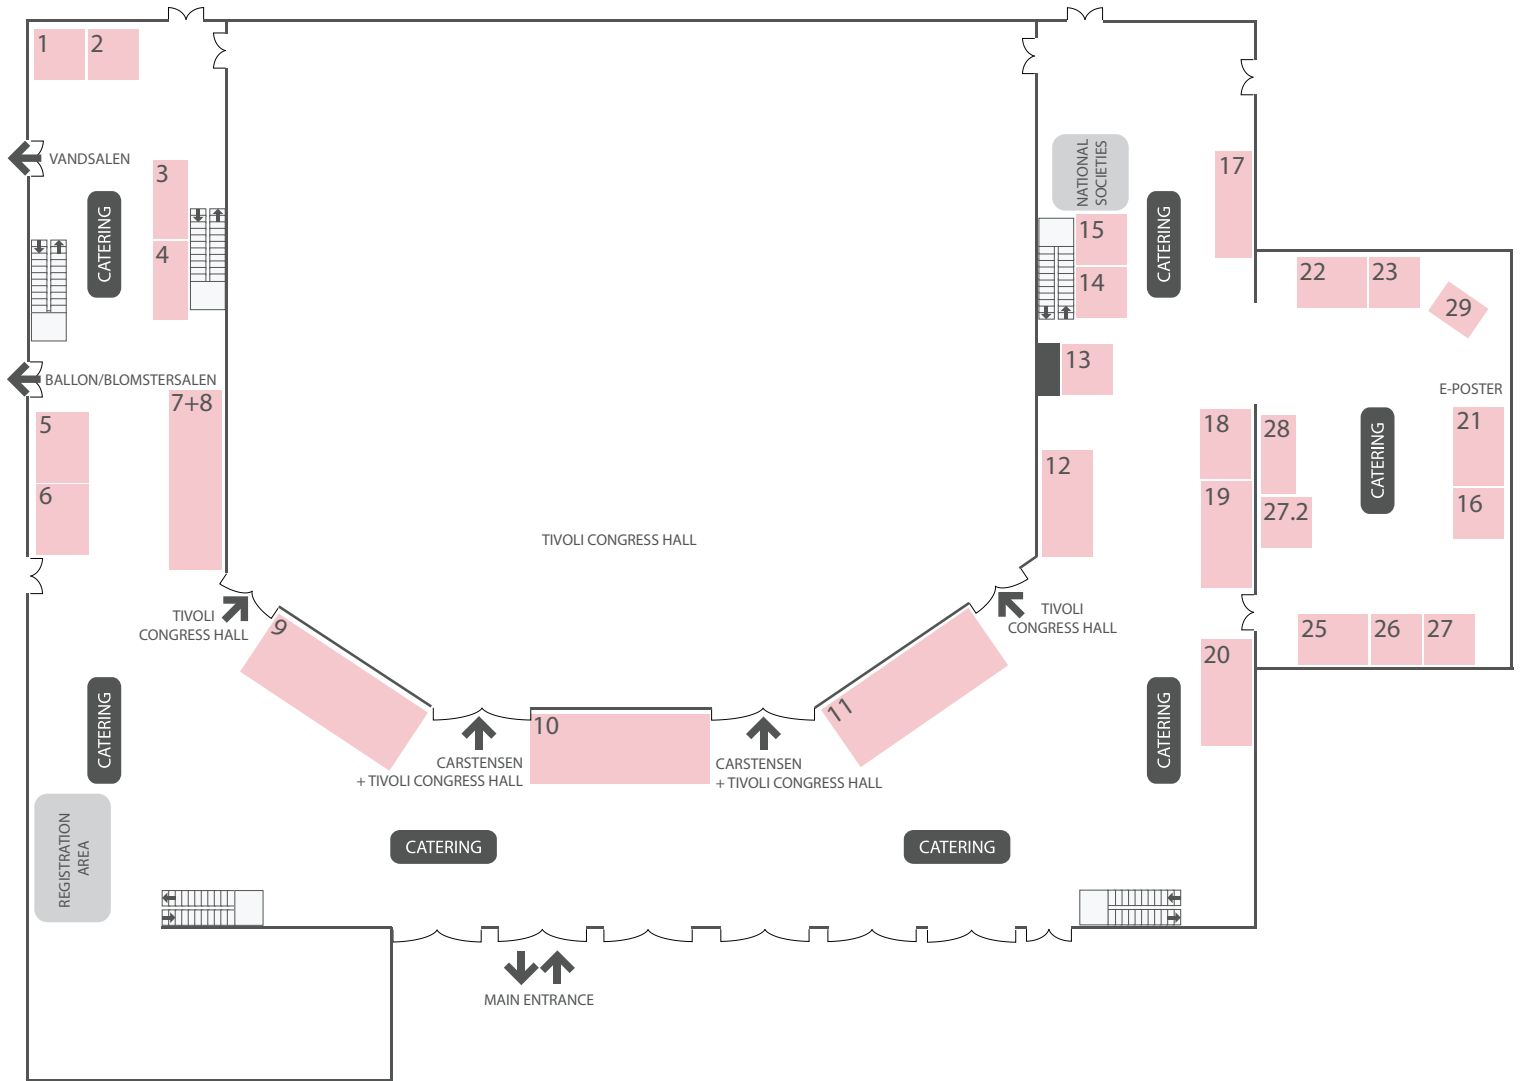 1
2
VANDSALEN
3
4
CATERING
BALLON/BLOMSTERSALEN
7+8
5
6
NATIONAL
SOCIETIES
15
14
CATERING
17
13
12
18
19
20
22
23
29
E-POSTER
21
16
28
27.2
CATERING
25
26
27
TIVOLI CONGRESS HALL
TIVOLI
CONGRESS HALL
9
TIVOLI
CONGRESS HALL
11
10
CARSTENSEN
+ TIVOLI CONGRESS HALL
CARSTENSEN
+ TIVOLI CONGRESS HALL
CATERING
CATERING
REGISTRATION
AREA
CATERING
CATERING
MAIN ENTRANCE